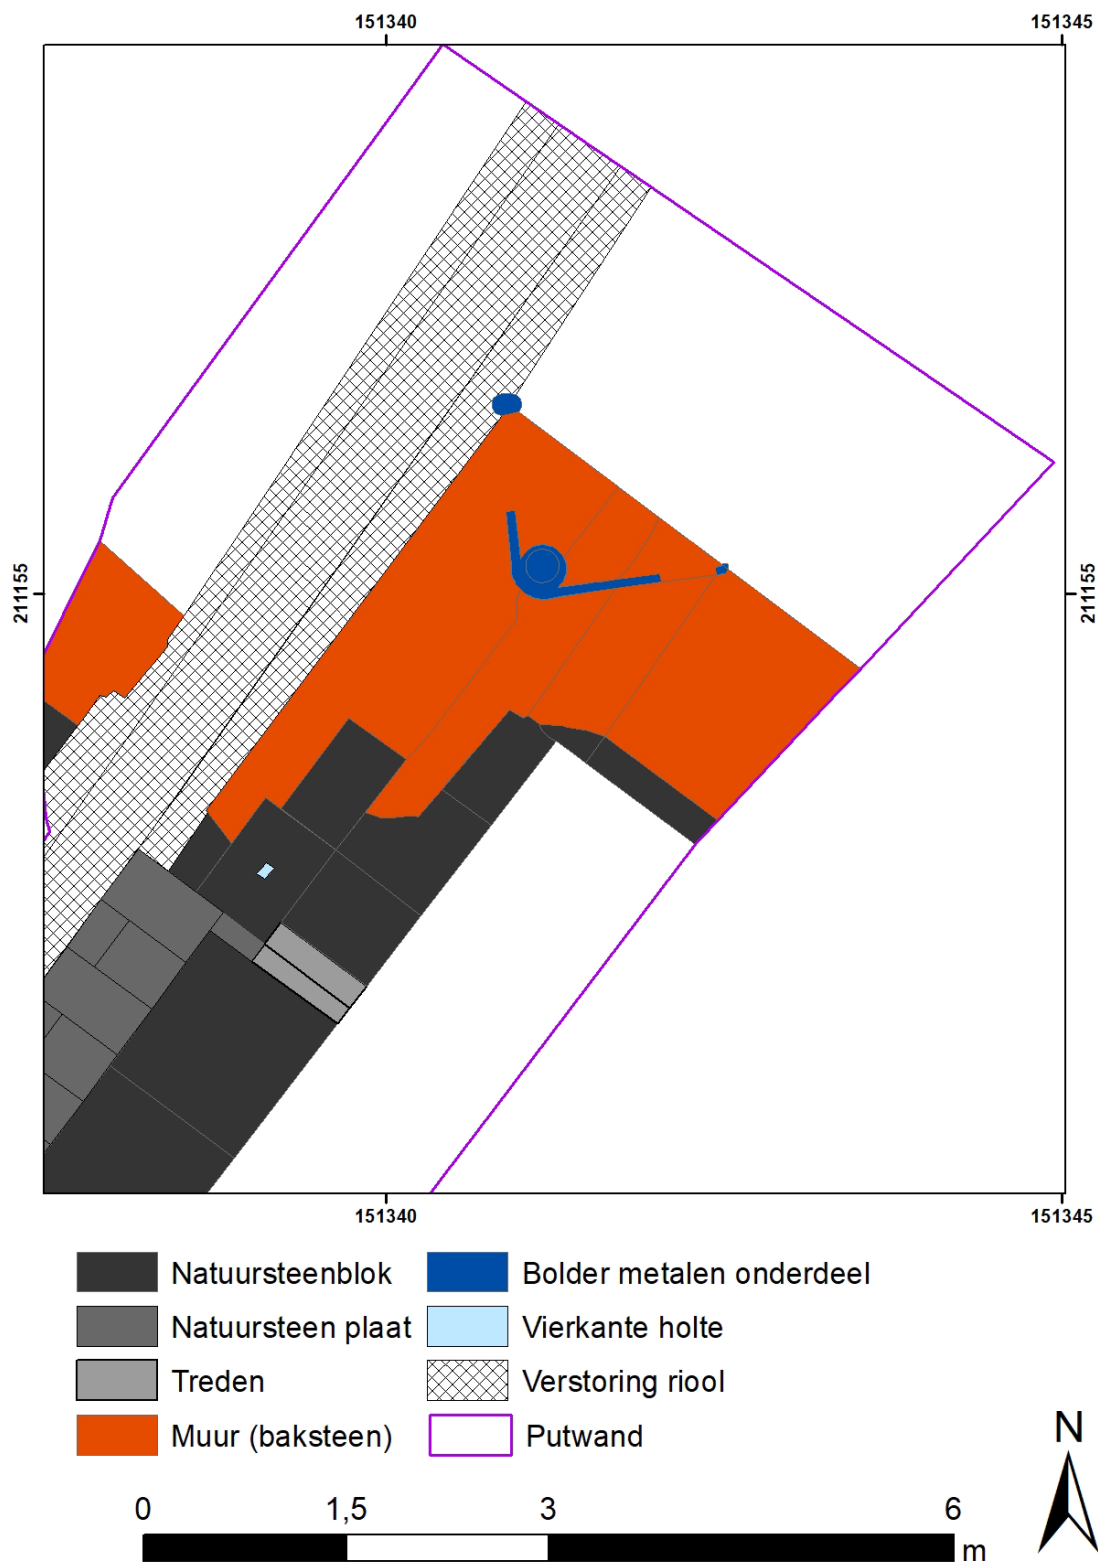 151340 151345
211155 211155
151340 151345
Natuursteenblok Bolder metalen onderdeel
Natuursteen plaat Vierkante holte
Treden Verstoring riool
Muur (baksteen) Putwand
N
0 1,5 3 6
m